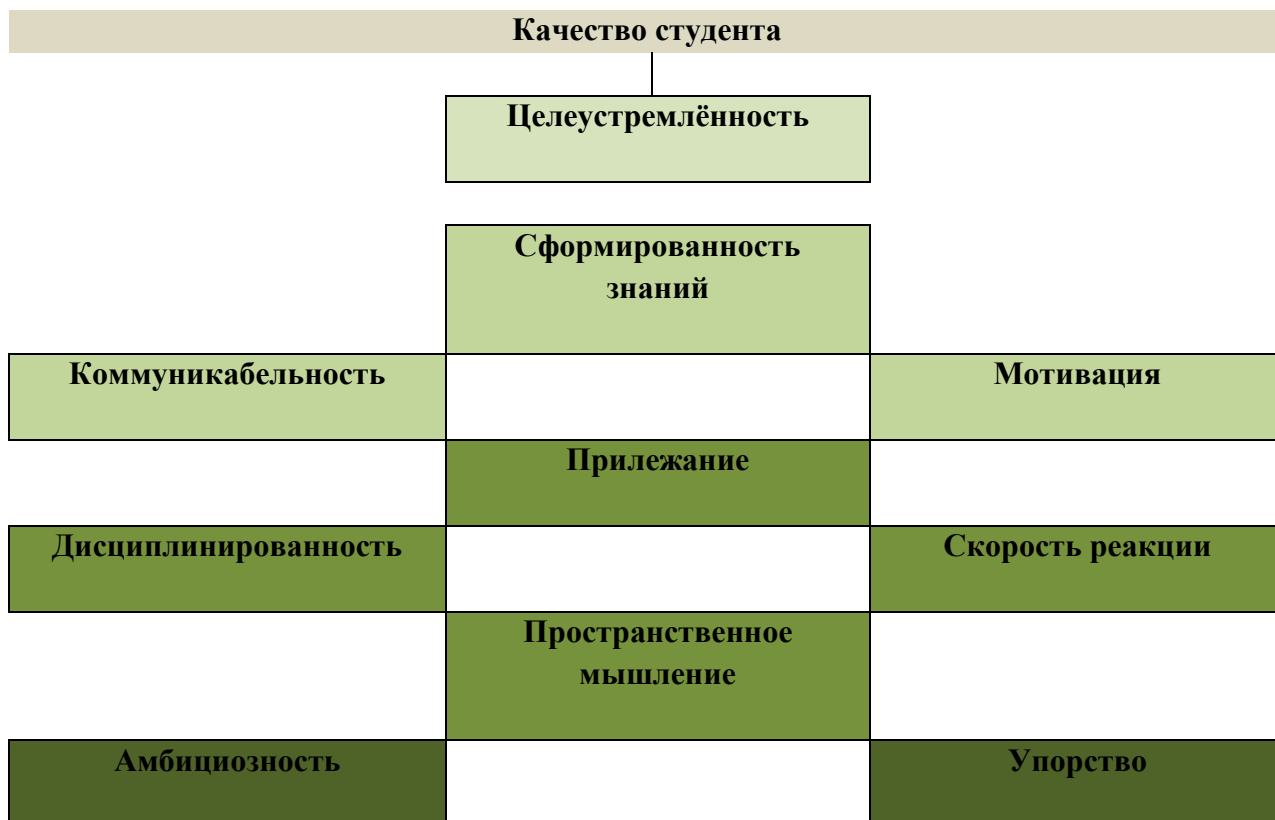 Качество студента
Целеустремлённость
Сформированность
знаний
Коммуникабельность
Мотивация
Прилежание
Дисциплинированность
Скорость реакции
Пространственное
мышление
Амбициозность
Упорство